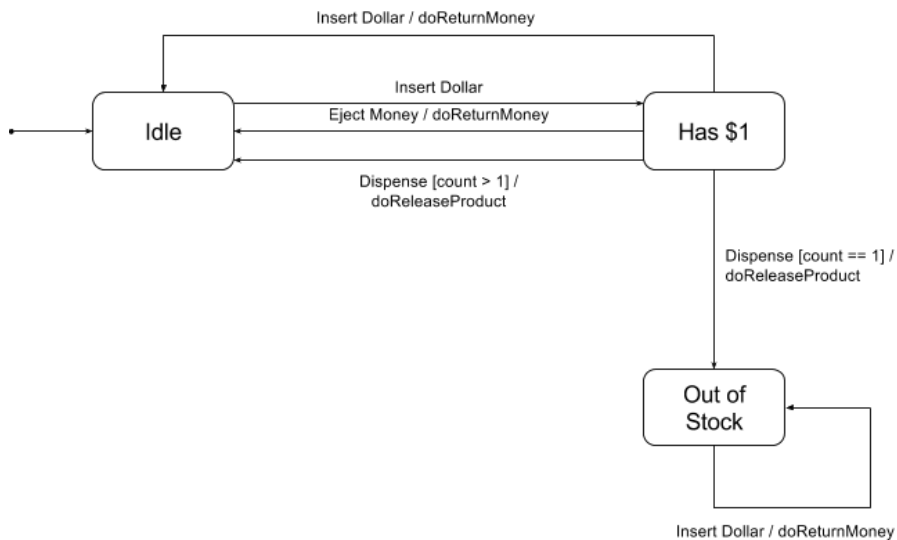 Insert Dollar / doReturnMoney
Insert Dollar
Eject Money / doReturnMoney
Idle
Has $1
Dispense [count > 1] /
doReleaseProduct
Dispense [count == 1] /
doReleaseProduct
Out of
Stock
Insert Dollar / doReturnMoney